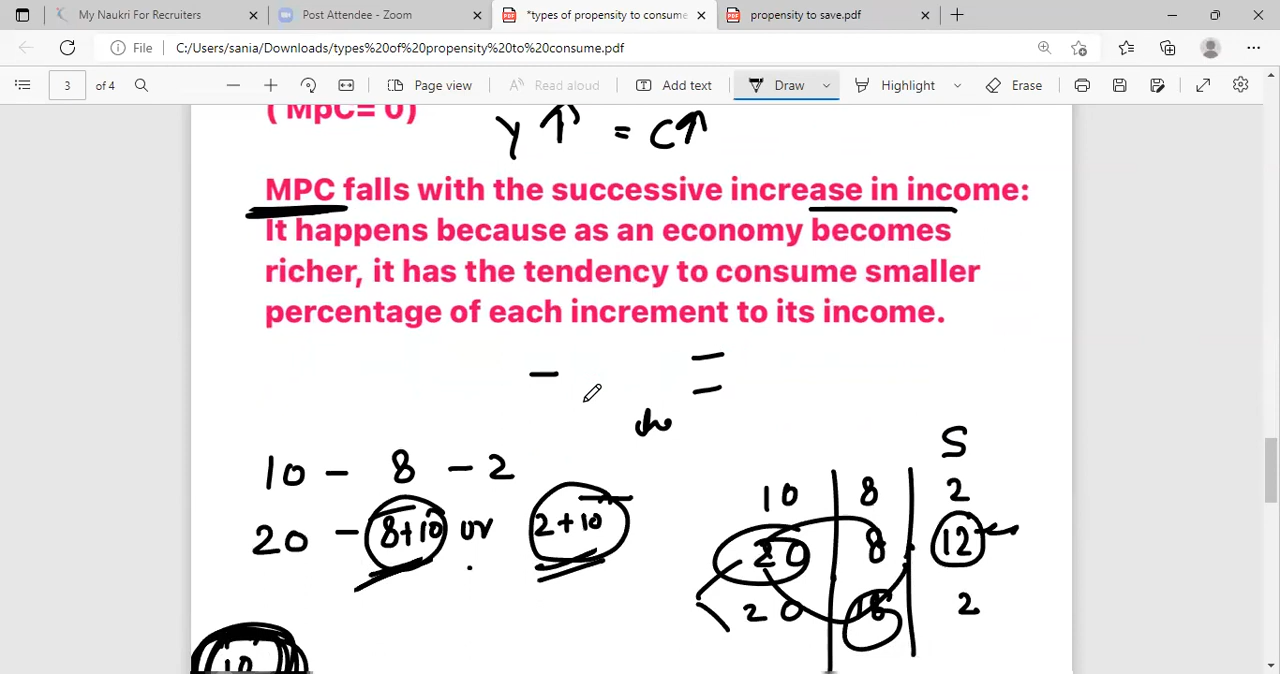 My Naukri For Recruiters
Post Attendee - Zoom
*types of propensity to consume
propensity to save.pdf
File
C:/Users/sania/Downloads/types%20of%20propensity%20to%20consume.pdf
3 of 4
Page view
Read aloud
Add text
Draw
Highlight
Erase
( MpC= 0)
Y ↑ = C↑
MPC falls with the successive increase in income:
It happens because as an economy becomes
richer, it has the tendency to consume smaller
percentage of each increment to its income.
- =
S
10 - 8 - 2
10 8 2
20 - 8+10 or 2+10
20 8 12
20 18 2
10